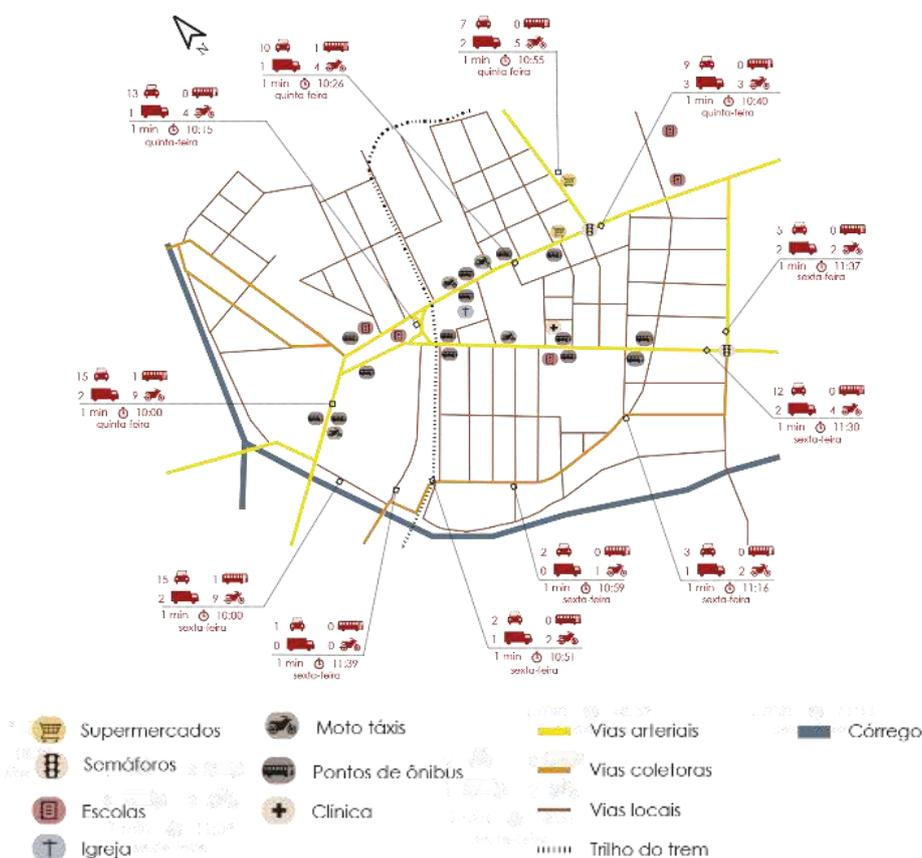 7 0
2 5
1 min 10:55
quinta-feira
10 1
1 4
1 min 10:26
quinta-feira
9 0
3 3
1 min 10:40
quinta-feira
13 0
1 4
1 min 10:15
quinta-feira
N
5 0
2 2
1 min 11:37
sexta-feira
15 1
2 9
1 min 10:00
quinta-feira
12 0
2 4
1 min 11:30
sexta-feira
15 1
2 9
1 min 10:00
sexta-feira
2 0
0 1
1 min 10:59
sexta-feira
3 0
1 2
1 min 11:16
sexta-feira
1 0
0 0
1 min 11:39
sexta-feira
2 0
1 2
1 min 10:51
sexta-feira
Supermercados
Semáforos
Escolas
Igreja
Moto táxis
Pontos de ônibus
Clínica
Vias arteriais
Vias coletoras
Vias locais
Trilho do trem
Córrego